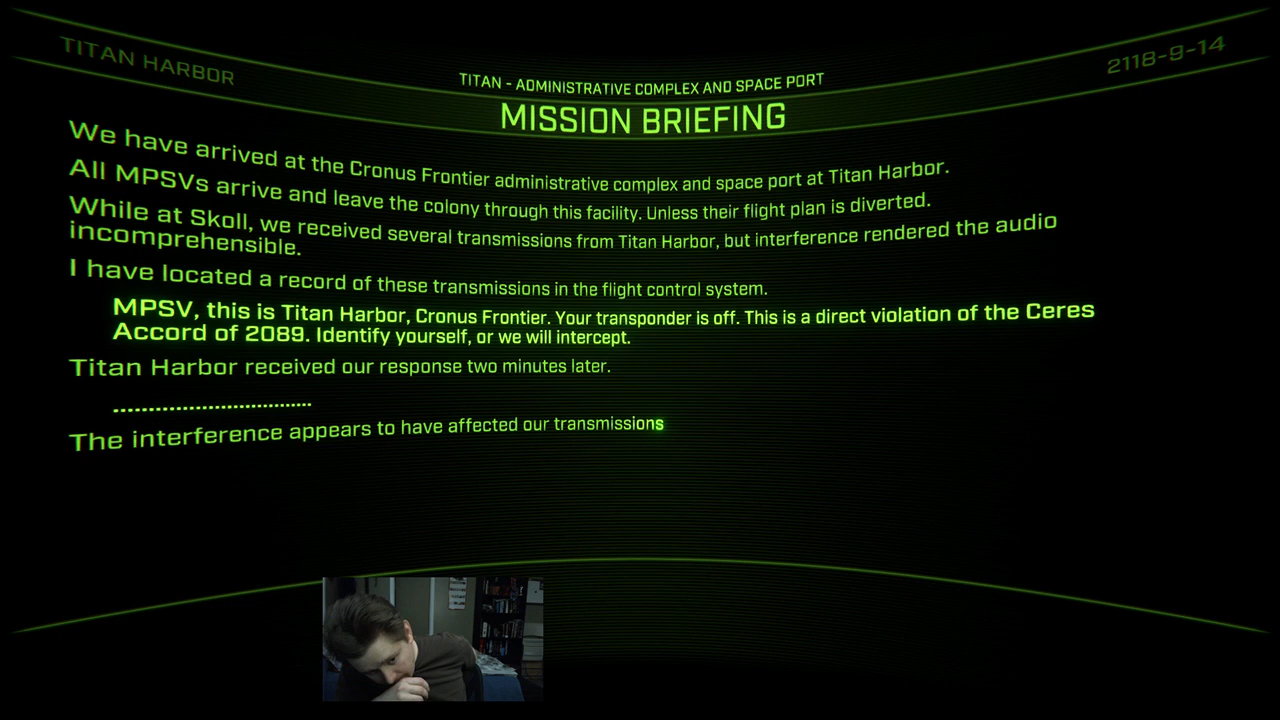 TITAN HARBOR
2118-9-14
TITAN - ADMINISTRATIVE COMPLEX AND SPACE PORT
MISSION BRIEFING
We have arrived at the Cronus Frontier administrative complex and space port at Titan Harbor.
All MPSVs arrive and leave the colony through this facility. Unless their flight plan is diverted.
While at Skoll, we received several transmissions from Titan Harbor, but interference rendered the audio
incomprehensible.
I have located a record of these transmissions in the flight control system.
MPSV, this is Titan Harbor, Cronus Frontier. Your transponder is off. This is a direct violation of the Ceres
Accord of 2089. Identify yourself, or we will intercept.
Titan Harbor received our response two minutes later.
................................
The interference appears to have affected our transmissions